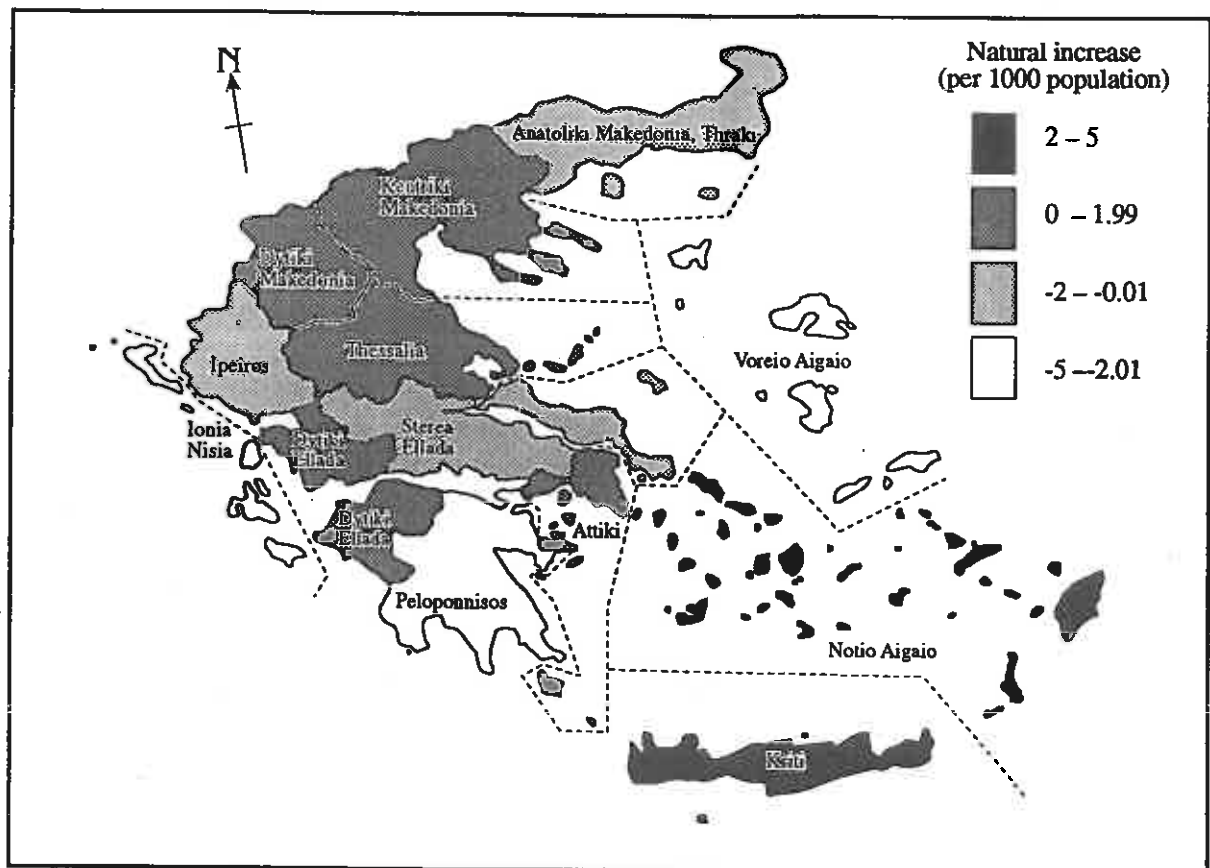 N
Natural increase
(per 1000 population)
2 – 5
0 – 1.99
-2 – -0.01
-5 –-2.01
Anatoliki Makedonia, Thraki
Kentriki
Makedonia
Dytiki
Makedonia
Ipeiros
Thessalia
Voreio Aigaio
Ionia
Nisia
Dytiki
Ellada
Sterea
Ellada
Dytiki
Ellada
Attiki
Peloponnisos
Notio Aigaio
Kriti